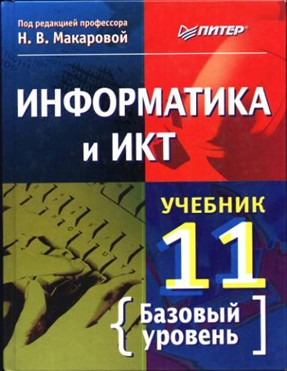 Под редакцией профессора
Н. В. Макаровой
ПИТЕР
ИНФОРМАТИКА
и ИКТ
УЧЕБНИК
11
{ Базовый
уровень ]